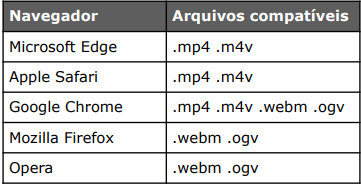 Navegador Arquivos compatíveis
Microsoft Edge .mp4 .m4v
Apple Safari .mp4 .m4v
Google Chrome .mp4 .m4v .webm .ogv
Mozilla Firefox .webm .ogv
Opera .webm .ogv